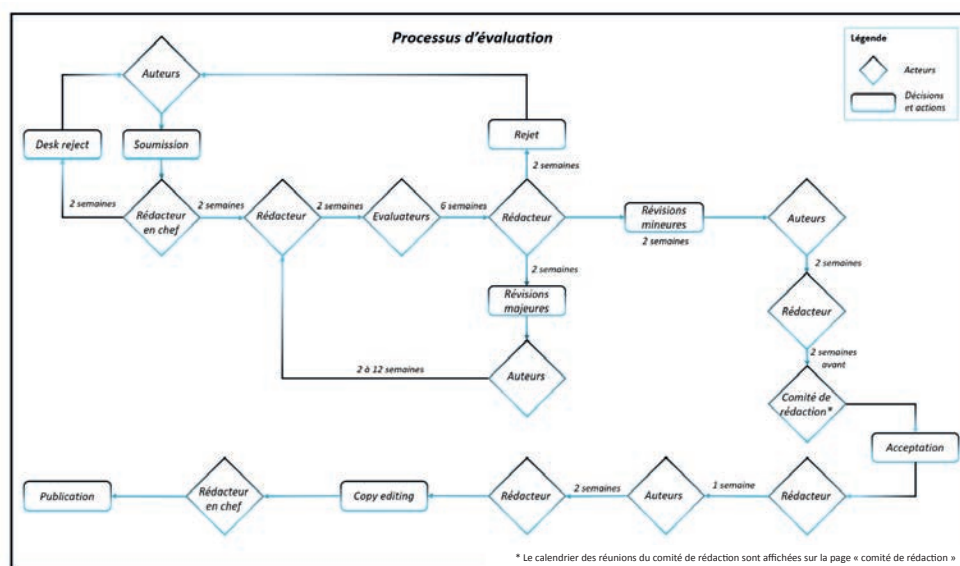 Processus d'évaluation
Légende
Acteurs
Décisions
et actions
Auteurs
Desk reject
Soumission
Rejet
2 semaines
2 semaines
Rédacteur
en chef
2 semaines
Rédacteur
2 semaines
Evaluateurs
6 semaines
Rédacteur
Révisions
mineures
2 semaines
Auteurs
2 semaines
Révisions
majeures
2 semaines
Rédacteur
2 à 12 semaines
Auteurs
2 semaines
avant
Comité de
rédaction*
Acceptation
Publication
Rédacteur
en chef
Copy editing
Rédacteur
2 semaines
Auteurs
1 semaine
Rédacteur
* Le calendrier des réunions du comité de rédaction sont affichées sur la page « comité de rédaction »